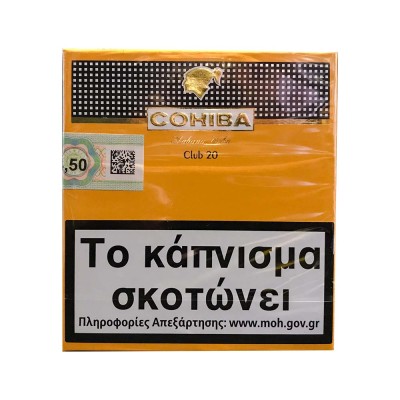 COHIBA
Club 20
,50
Το κάπνισμα
σκοτώνει
Πληροφορίες Απεξάρτησης: www.moh.gov.gr